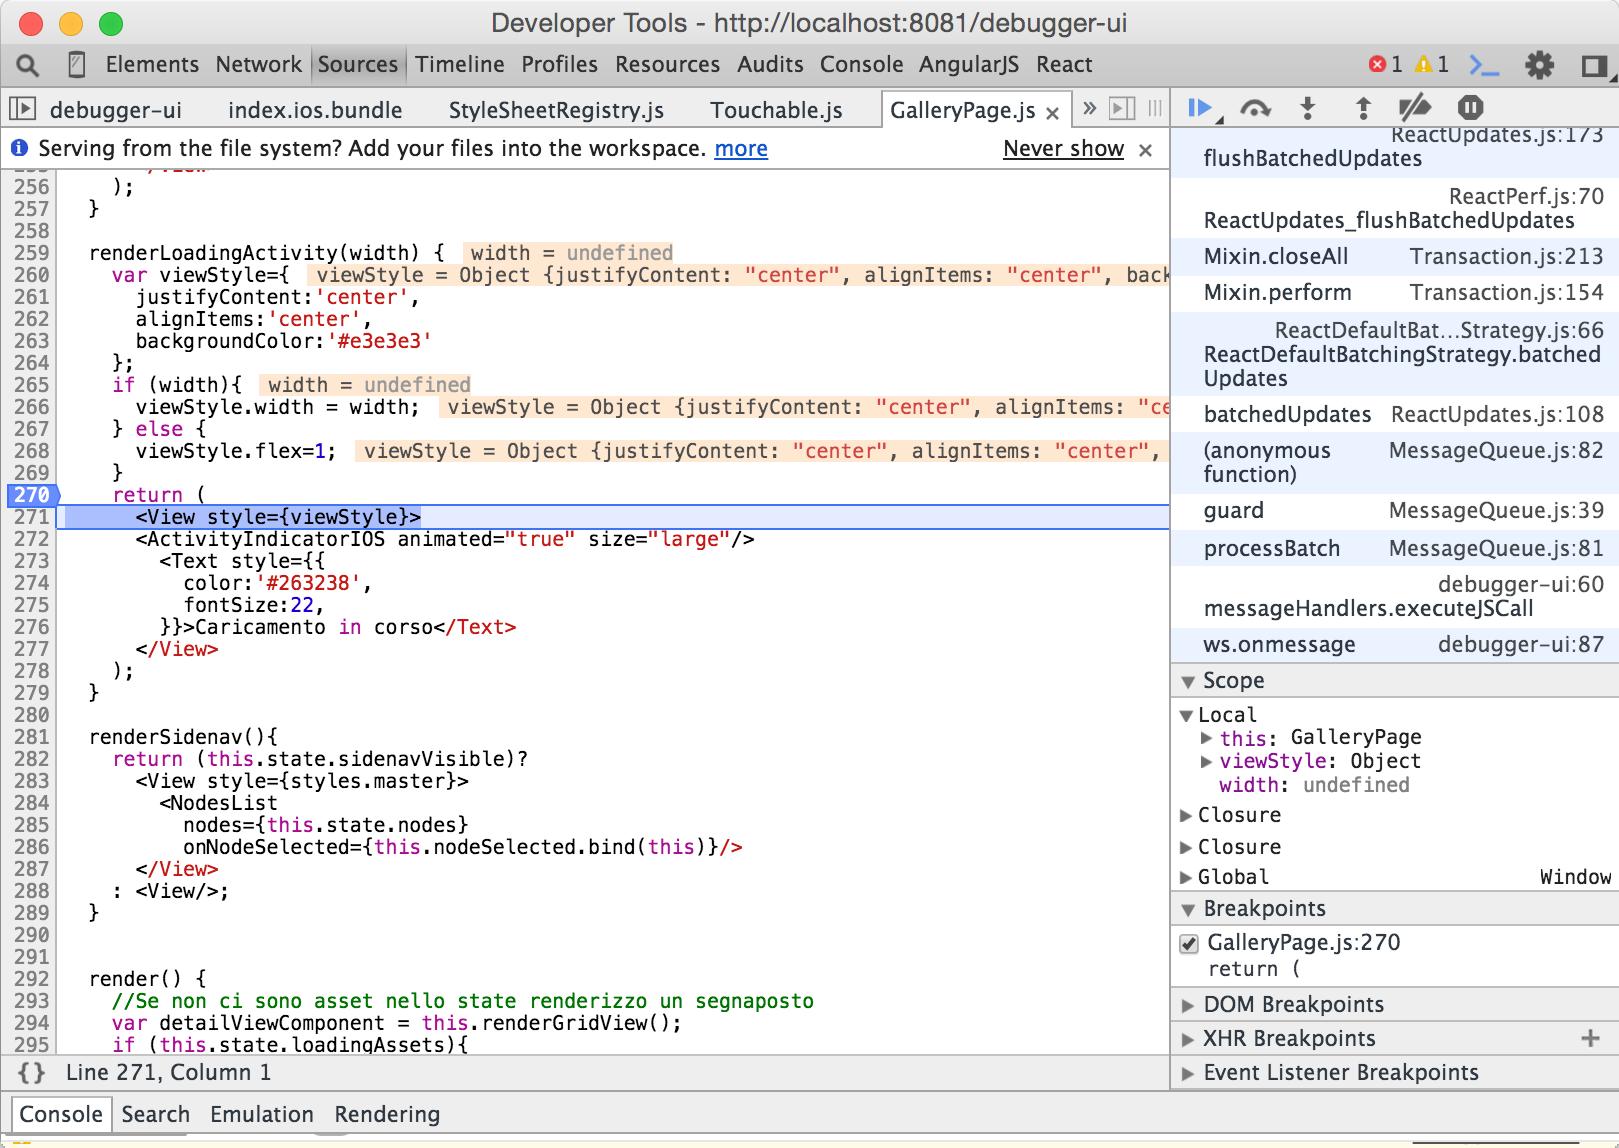 Developer Tools - http://localhost:8081/debugger-ui
Elements Network Sources Timeline Profiles Resources Audits Console AngularJS React 1 1
debugger-ui index.ios.bundle StyleSheetRegistry.js Touchable.js GalleryPage.js × »
Serving from the file system? Add your files into the workspace. more Never show ×
256 );
257 }
258
259 renderLoadingActivity(width) { width = undefined
260 var viewStyle={ viewStyle = Object {justifyContent: "center", alignItems: "center", back
261 justifyContent:'center',
262 alignItems:'center',
263 backgroundColor:'#e3e3e3'
264 };
265 if (width){ width = undefined
266 viewStyle.width = width; viewStyle = Object {justifyContent: "center", alignItems: "ce
267 } else {
268 viewStyle.flex=1; viewStyle = Object {justifyContent: "center", alignItems: "center",
269 }
270 return (
271 <View style={viewStyle}>
272 <ActivityIndicatorIOS animated="true" size="large"/>
273 <Text style={{
274 color:'#263238',
275 fontSize:22,
276 }}>Caricamento in corso</Text>
277 </View>
278 );
279 }
280
281 renderSidenav(){
282 return (this.state.sidenavVisible)?
283 <View style={styles.master}>
284 <NodesList
285 nodes={this.state.nodes}
286 onNodeSelected={this.nodeSelected.bind(this)}/>
287 </View>
288 : <View/>;
289 }
290
291
292 render() {
293 //Se non ci sono asset nello state renderizzo un segnaposto
294 var detailViewComponent = this.renderGridView();
295 if (this.state.loadingAssets){
{} Line 271, Column 1
ReactUpdates.js:173
flushBatchedUpdates
ReactPerf.js:70
ReactUpdates_flushBatchedUpdates
Mixin.closeAll Transaction.js:213
Mixin.perform Transaction.js:154
ReactDefaultBat...Strategy.js:66
ReactDefaultBatchingStrategy.batched
Updates
batchedUpdates ReactUpdates.js:108
(anonymous MessageQueue.js:82
function)
guard MessageQueue.js:39
processBatch MessageQueue.js:81
debugger-ui:60
messageHandlers.executeJSCall
ws.onmessage debugger-ui:87
Scope
Local
this: GalleryPage
viewStyle: Object
width: undefined
Closure
Closure
Global Window
Breakpoints
GalleryPage.js:270
return (
DOM Breakpoints
XHR Breakpoints +
Event Listener Breakpoints
Console Search Emulation Rendering